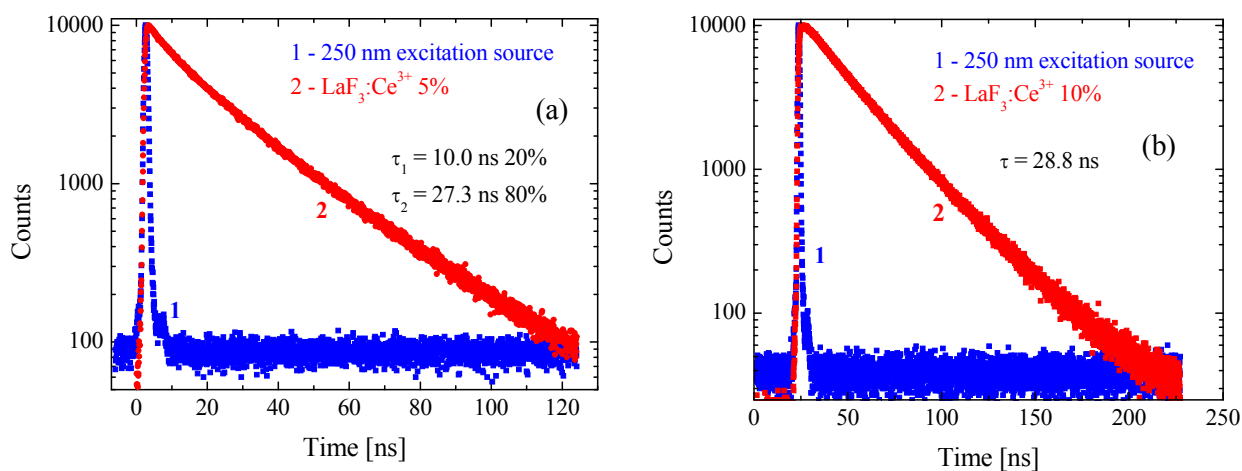 10000
1000
100
Counts
1 - 250 nm excitation source
2 - LaF₃:Ce³⁺ 5%
(a)
τ₁ = 10.0 ns 20%
τ₂ = 27.3 ns 80%
2
1
0 20 40 60 80 100 120
Time [ns]
10000
1000
100
Counts
1 - 250 nm excitation source
2 - LaF₃:Ce³⁺ 10%
τ = 28.8 ns
(b)
2
1
0 50 100 150 200 250
Time [ns]